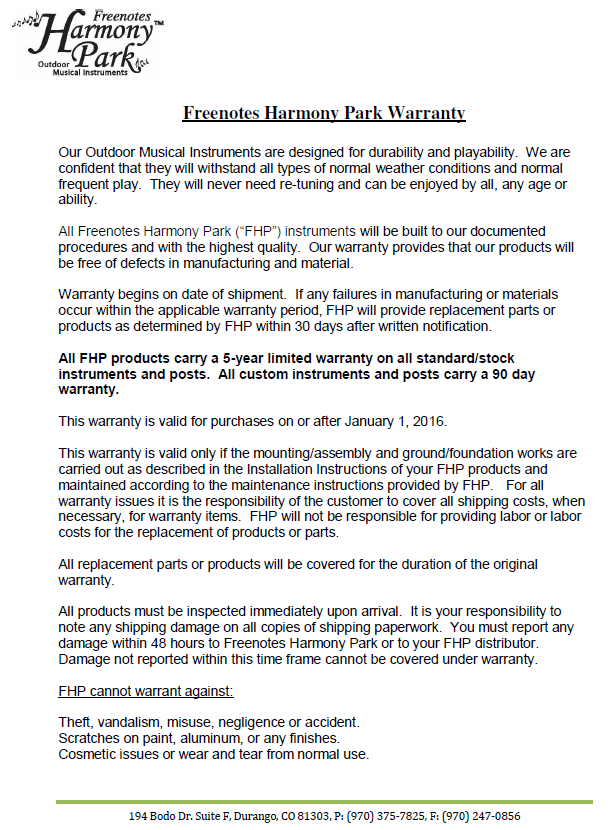 Freenotes
Harmony
Park™
Outdoor
Musical Instruments
Freenotes Harmony Park Warranty
Our Outdoor Musical Instruments are designed for durability and playability.  We are
confident that they will withstand all types of normal weather conditions and normal
frequent play.  They will never need re-tuning and can be enjoyed by all, any age or
ability.
All Freenotes Harmony Park (“FHP”) instruments will be built to our documented
procedures and with the highest quality.  Our warranty provides that our products will
be free of defects in manufacturing and material.
Warranty begins on date of shipment.  If any failures in manufacturing or materials
occur within the applicable warranty period, FHP will provide replacement parts or
products as determined by FHP within 30 days after written notification.
All FHP products carry a 5-year limited warranty on all standard/stock
instruments and posts.  All custom instruments and posts carry a 90 day
warranty.
This warranty is valid for purchases on or after January 1, 2016.
This warranty is valid only if the mounting/assembly and ground/foundation works are
carried out as described in the Installation Instructions of your FHP products and
maintained according to the maintenance instructions provided by FHP.   For all
warranty issues it is the responsibility of the customer to cover all shipping costs, when
necessary, for warranty items.  FHP will not be responsible for providing labor or labor
costs for the replacement of products or parts.
All replacement parts or products will be covered for the duration of the original
warranty.
All products must be inspected immediately upon arrival.  It is your responsibility to
note any shipping damage on all copies of shipping paperwork.  You must report any
damage within 48 hours to Freenotes Harmony Park or to your FHP distributor.
Damage not reported within this time frame cannot be covered under warranty.
FHP cannot warrant against:
Theft, vandalism, misuse, negligence or accident.
Scratches on paint, aluminum, or any finishes.
Cosmetic issues or wear and tear from normal use.
194 Bodo Dr. Suite F, Durango, CO 81303, P: (970) 375-7825, F: (970) 247-0856